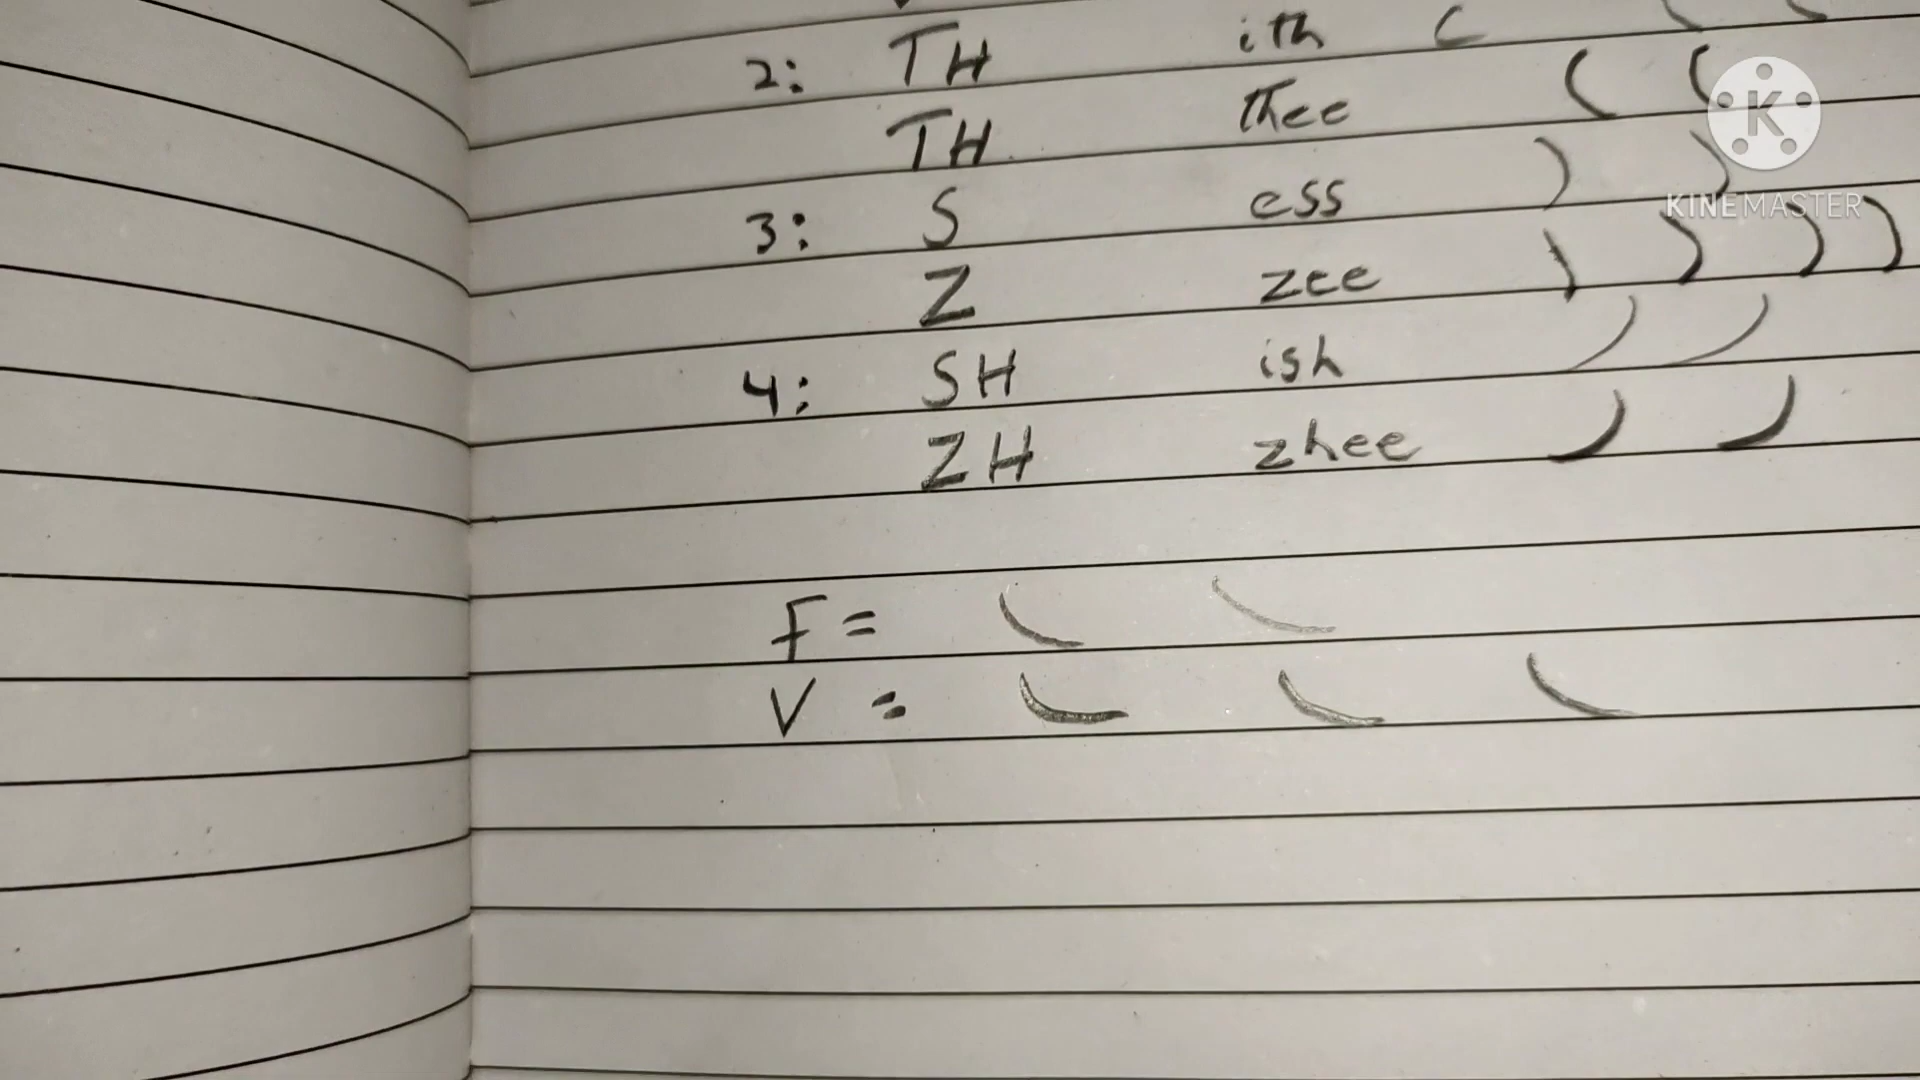 2: TH ith
TH thee
3: S ess
Z zee
4: SH ish
ZH zhee
F =
V =
K
KINEMASTER